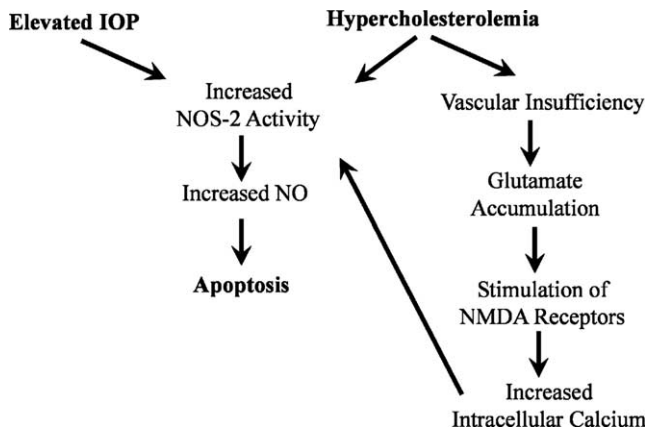 Elevated IOP
Hypercholesterolemia
Increased
NOS-2 Activity
Vascular Insufficiency
Increased NO
Glutamate
Accumulation
Apoptosis
Stimulation of
NMDA Receptors
Increased
Intracellular Calcium